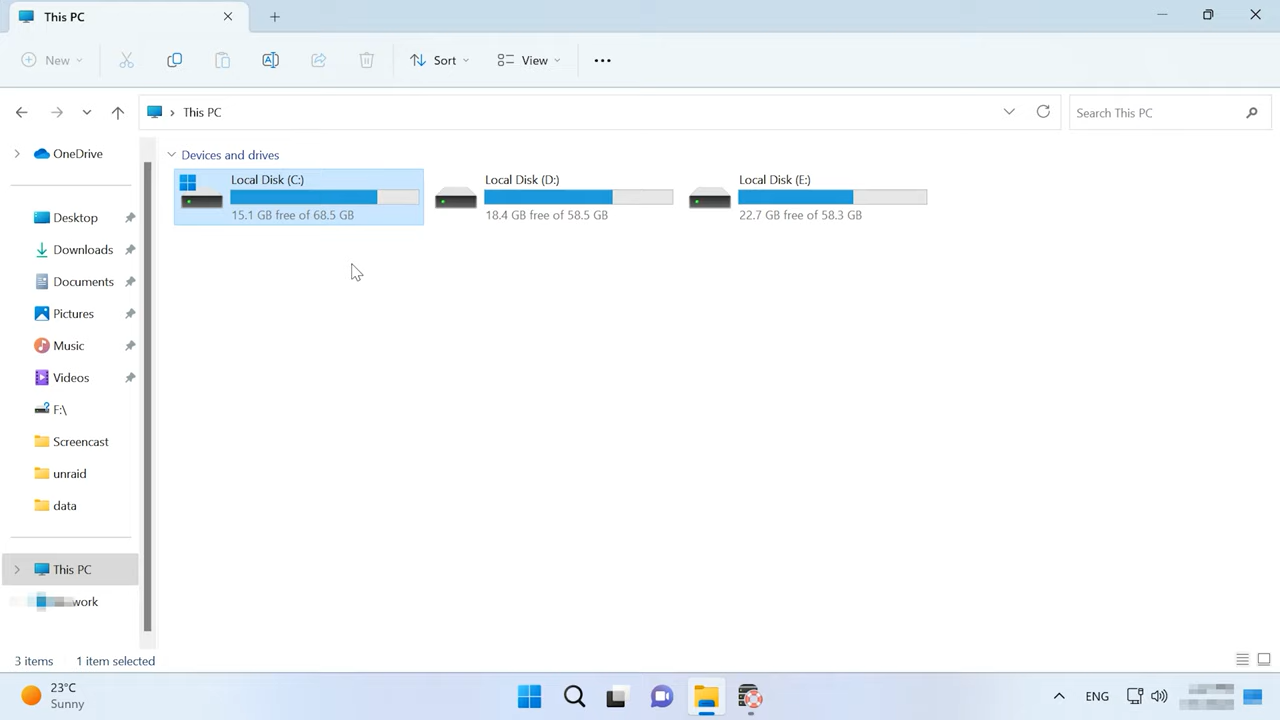 This PC
New
Sort
View
This PC
Search This PC
OneDrive
Desktop
Downloads
Documents
Pictures
Music
Videos
F:\
Screencast
unraid
data
This PC
work
Devices and drives
Local Disk (C:)
15.1 GB free of 68.5 GB
Local Disk (D:)
18.4 GB free of 58.5 GB
Local Disk (E:)
22.7 GB free of 58.3 GB
3 items
1 item selected
23°C
Sunny
ENG